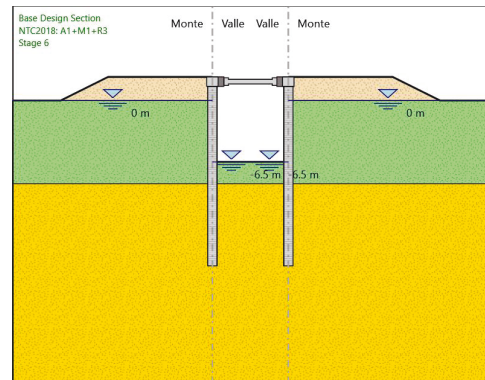 Base Design Section
NTC2018: A1+M1+R3
Stage 6
Monte Valle Valle Monte
0 m 0 m
-6.5 m -6.5 m